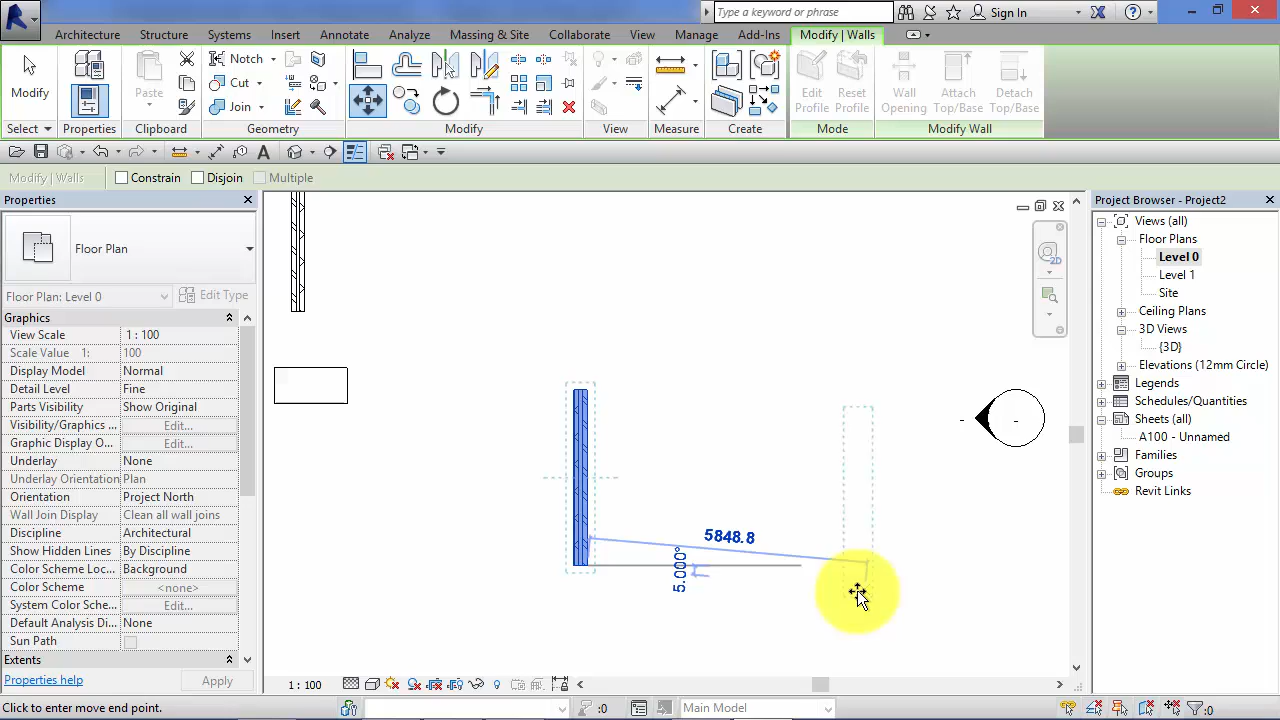 Type a keyword or phrase
Sign In
Architecture Structure Systems Insert Annotate Analyze Massing & Site Collaborate View Manage Add-Ins Modify | Walls
Modify
Paste
Notch
Cut
Join
Edit Profile
Reset Profile
Wall Opening
Attach Top/Base
Detach Top/Base
Select Properties Clipboard Geometry Modify View Measure Create Mode Modify Wall
Modify | Walls Constrain Disjoin Multiple
Properties
Floor Plan
Floor Plan: Level 0 Edit Type
Graphics
View Scale 1 : 100
Scale Value 1: 100
Display Model Normal
Detail Level Fine
Parts Visibility Show Original
Visibility/Graphics ... Edit...
Graphic Display O... Edit...
Underlay None
Underlay Orientation Plan
Orientation Project North
Wall Join Display Clean all wall joins
Discipline Architectural
Show Hidden Lines By Discipline
Color Scheme Loca... Background
Color Scheme <none>
System Color Sche... Edit...
Default Analysis Di... None
Sun Path
Extents
Properties help Apply
5848.8
5.000°
2D
Project Browser - Project2
Views (all)
Floor Plans
Level 0
Level 1
Site
Ceiling Plans
3D Views
{3D}
Elevations (12mm Circle)
Legends
Schedules/Quantities
Sheets (all)
A100 - Unnamed
Families
Groups
Revit Links
1 : 100
Click to enter move end point. :0 Main Model :0